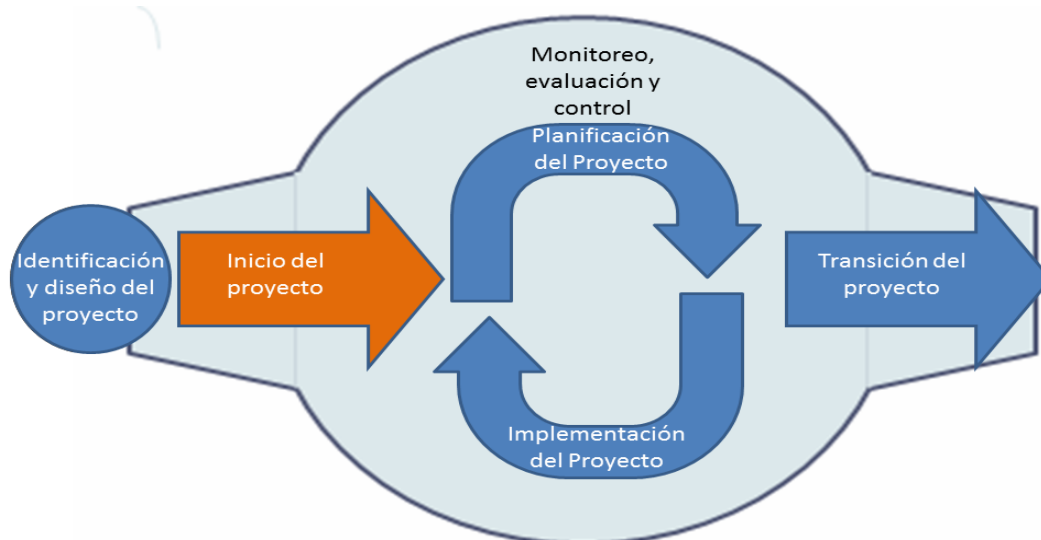 Monitoreo,
evaluación y
control
Planificación
del Proyecto
Identificación
y diseño del
proyecto
Inicio del
proyecto
Transición del
proyecto
Implementación
del Proyecto